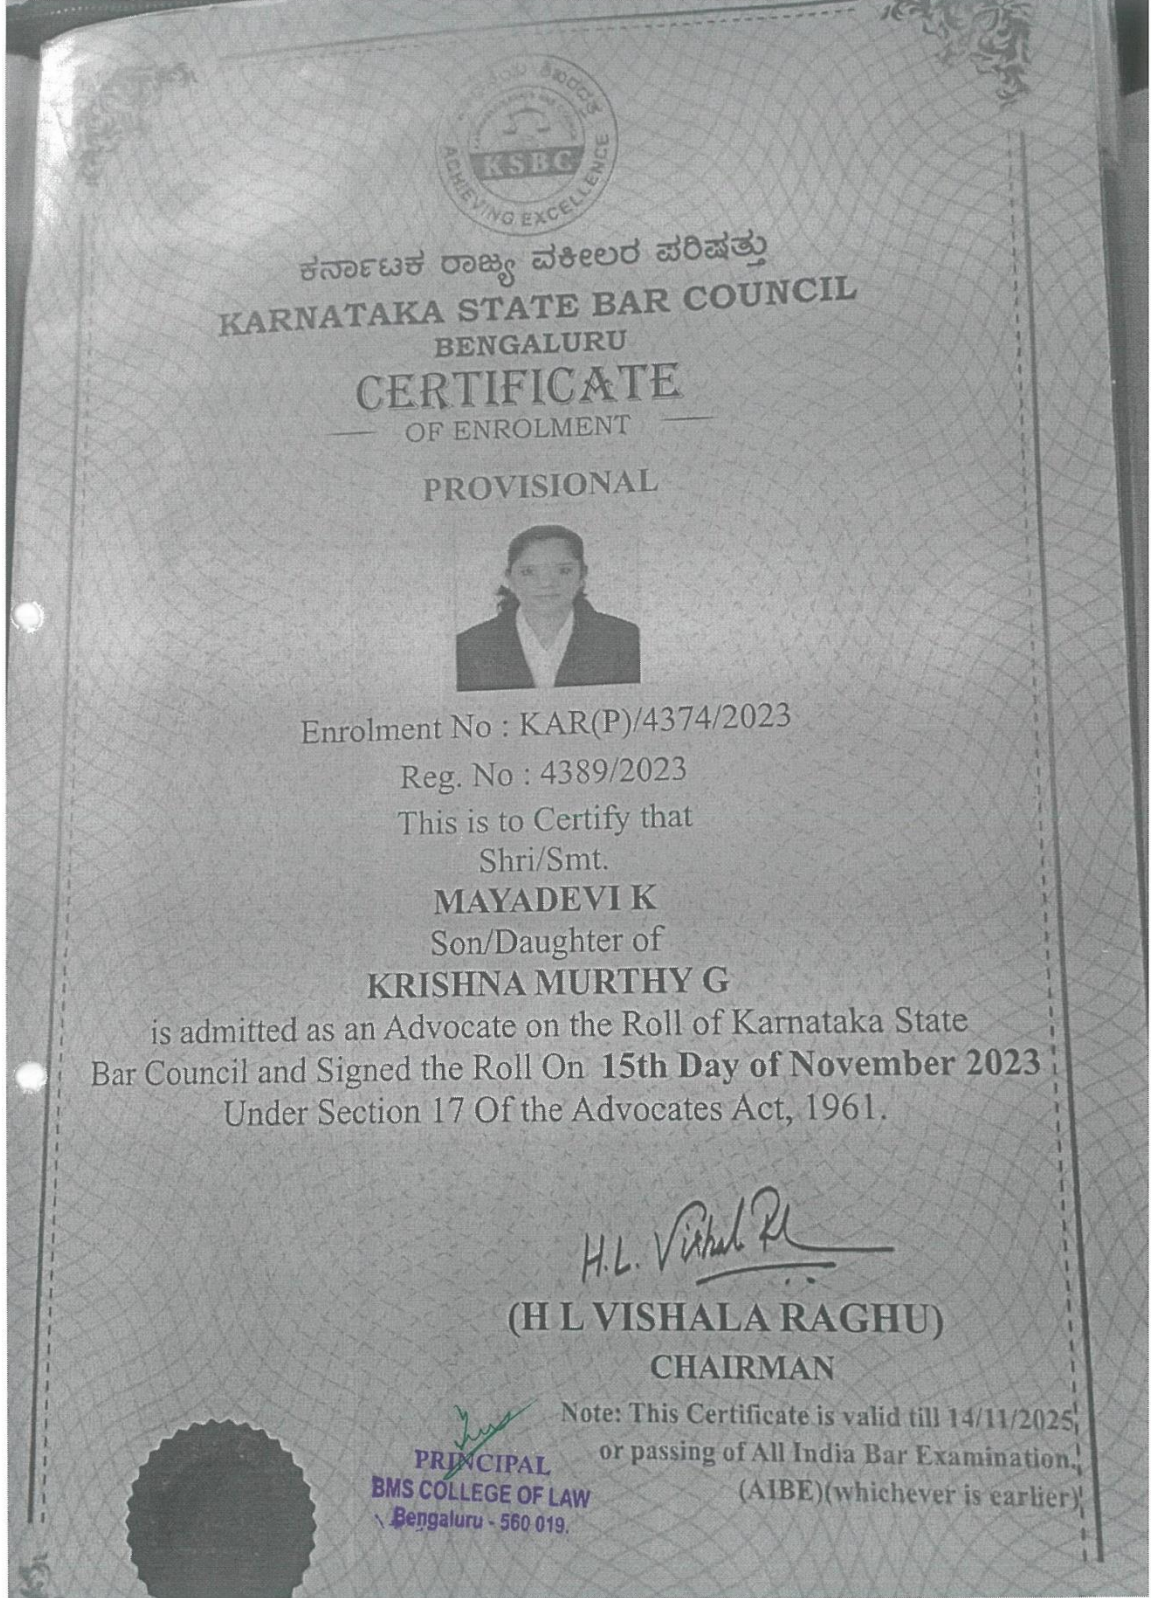 KSBC
ACHIEVING EXCELLENCE
ಕರ್ನಾಟಕ ರಾಜ್ಯ ವಕೀಲರ ಪರಿಷತ್ತು
KARNATAKA STATE BAR COUNCIL
BENGALURU
CERTIFICATE
OF ENROLMENT
PROVISIONAL
Enrolment No : KAR(P)/4374/2023
Reg. No : 4389/2023
This is to Certify that
Shri/Smt.
MAYADEVI K
Son/Daughter of
KRISHNA MURTHY G
is admitted as an Advocate on the Roll of Karnataka State
Bar Council and Signed the Roll On 15th Day of November 2023
Under Section 17 Of the Advocates Act, 1961.
H.L.
(H L VISHALA RAGHU)
CHAIRMAN
Note: This Certificate is valid till 14/11/2025,
or passing of All India Bar Examination.
(AIBE)(whichever is earlier)
PRINCIPAL
BMS COLLEGE OF LAW
Bengaluru - 560 019.